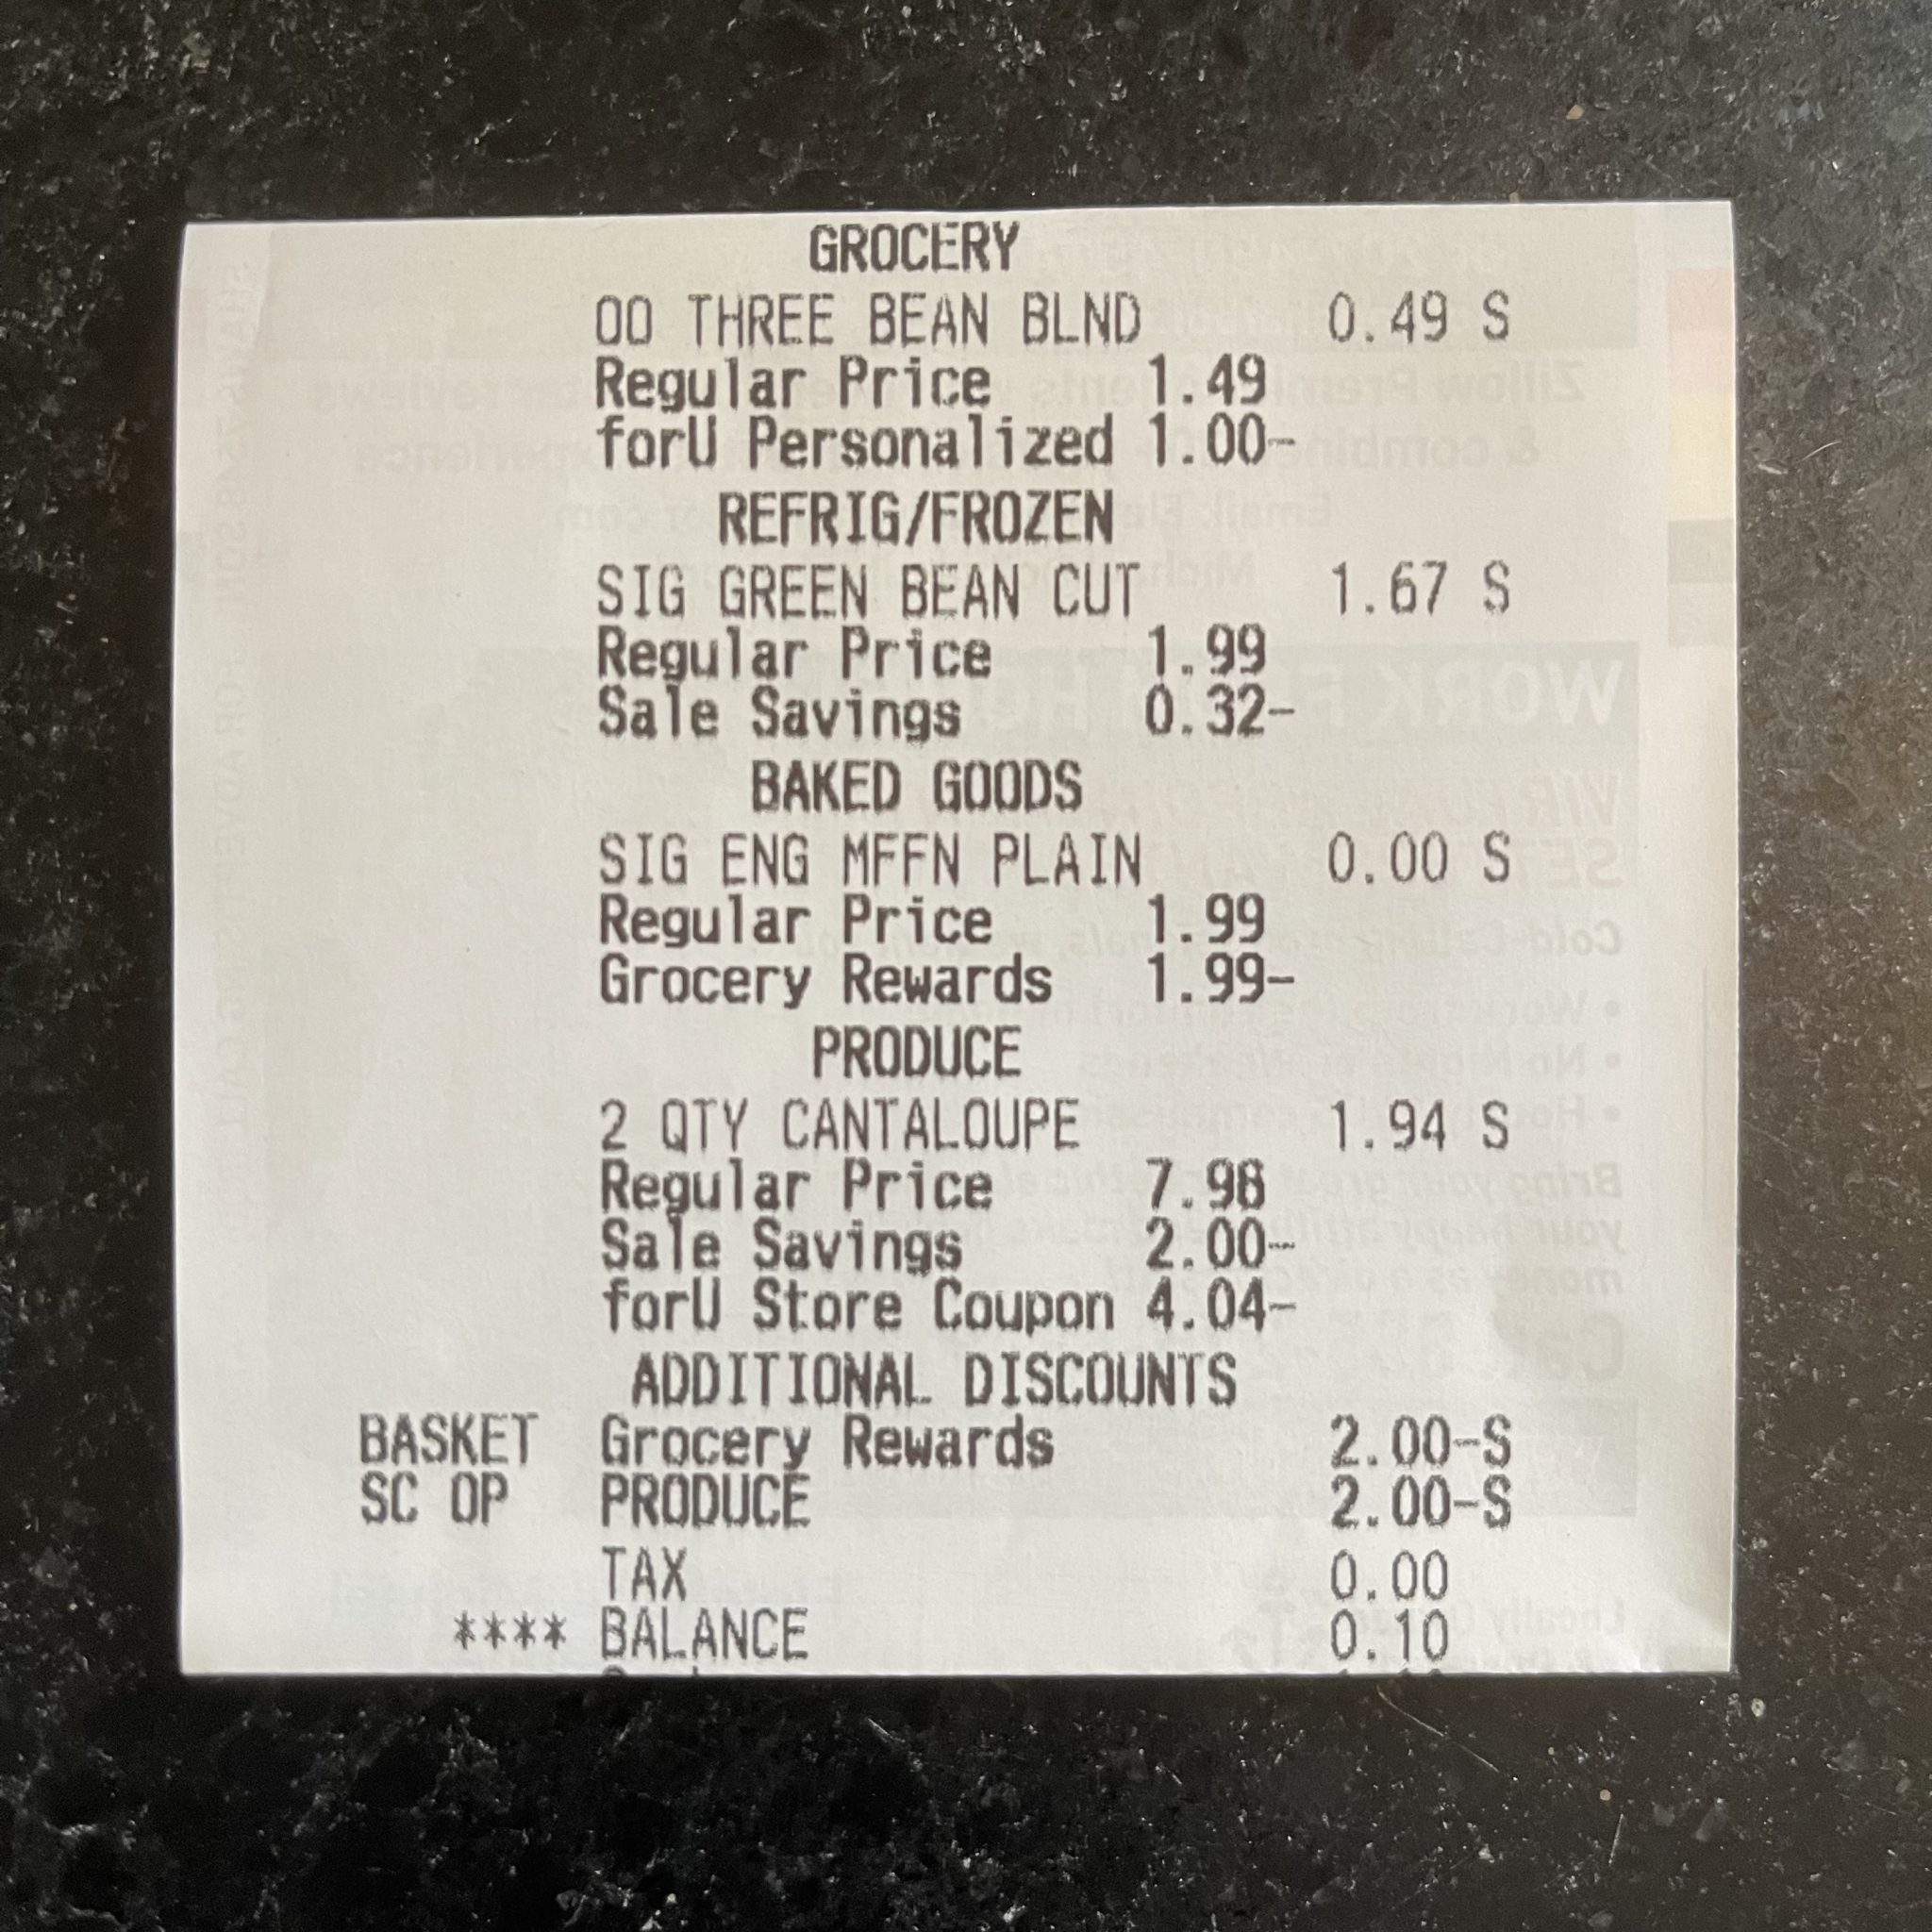 GROCERY
OO THREE BEAN BLND 0.49 S
Regular Price 1.49
forU Personalized 1.00-
REFRIG/FROZEN
SIG GREEN BEAN CUT 1.67 S
Regular Price 1.99
Sale Savings 0.32-
BAKED GOODS
SIG ENG MFFN PLAIN 0.00 S
Regular Price 1.99
Grocery Rewards 1.99-
PRODUCE
2 QTY CANTALOUPE 1.94 S
Regular Price 7.98
Sale Savings 2.00-
forU Store Coupon 4.04-
ADDITIONAL DISCOUNTS
BASKET Grocery Rewards 2.00-S
SC OP PRODUCE 2.00-S
TAX 0.00
**** BALANCE 0.10